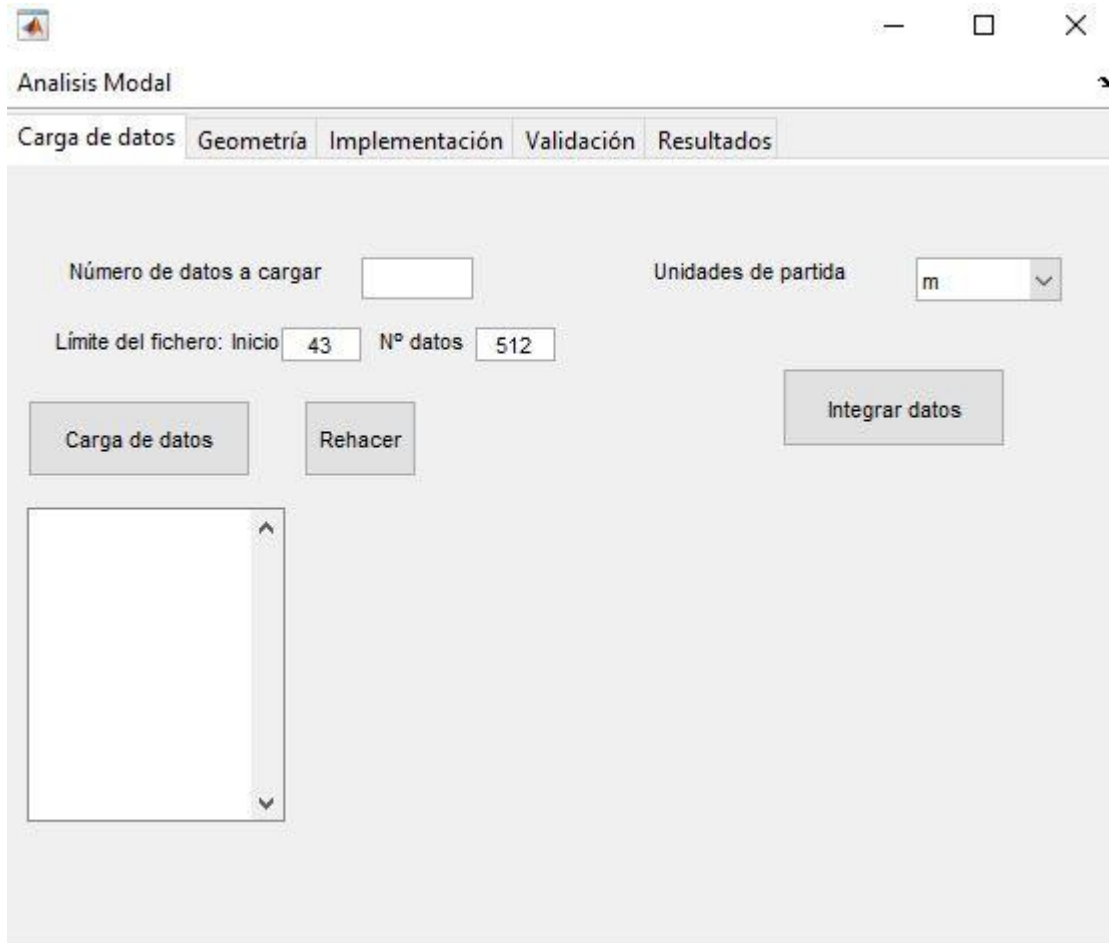 Analisis Modal
Carga de datos Geometría Implementación Validación Resultados
Número de datos a cargar Unidades de partida m
Límite del fichero: Inicio 43 Nº datos 512
Carga de datos Rehacer Integrar datos